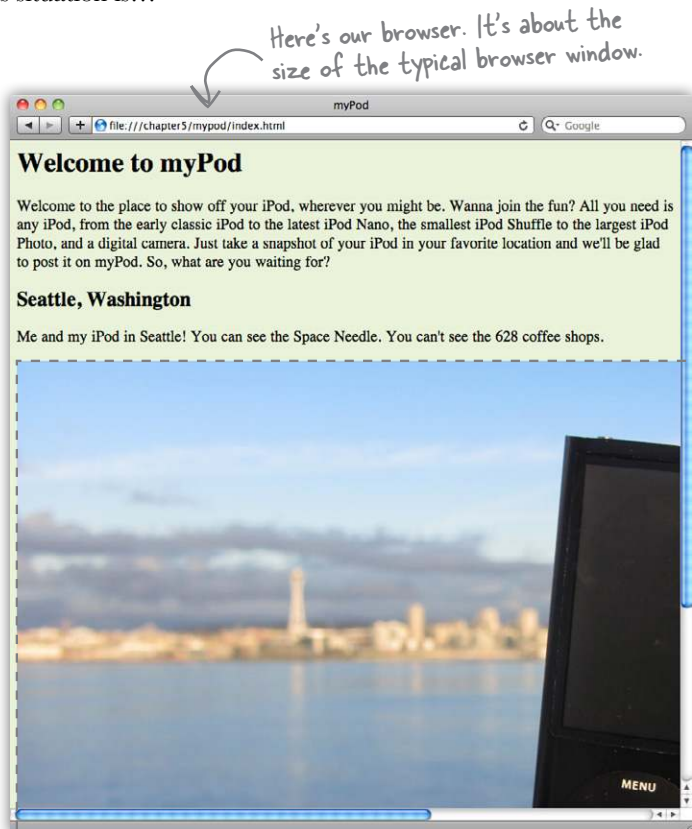 s situation is...
Here's our browser. It's about the
size of the typical browser window.
myPod
file:///chapter5/mypod/index.html
Google
Welcome to myPod
Welcome to the place to show off your iPod, wherever you might be. Wanna join the fun? All you need is
any iPod, from the early classic iPod to the latest iPod Nano, the smallest iPod Shuffle to the largest iPod
Photo, and a digital camera. Just take a snapshot of your iPod in your favorite location and we'll be glad
to post it on myPod. So, what are you waiting for?
Seattle, Washington
Me and my iPod in Seattle! You can see the Space Needle. You can't see the 628 coffee shops.
MENU